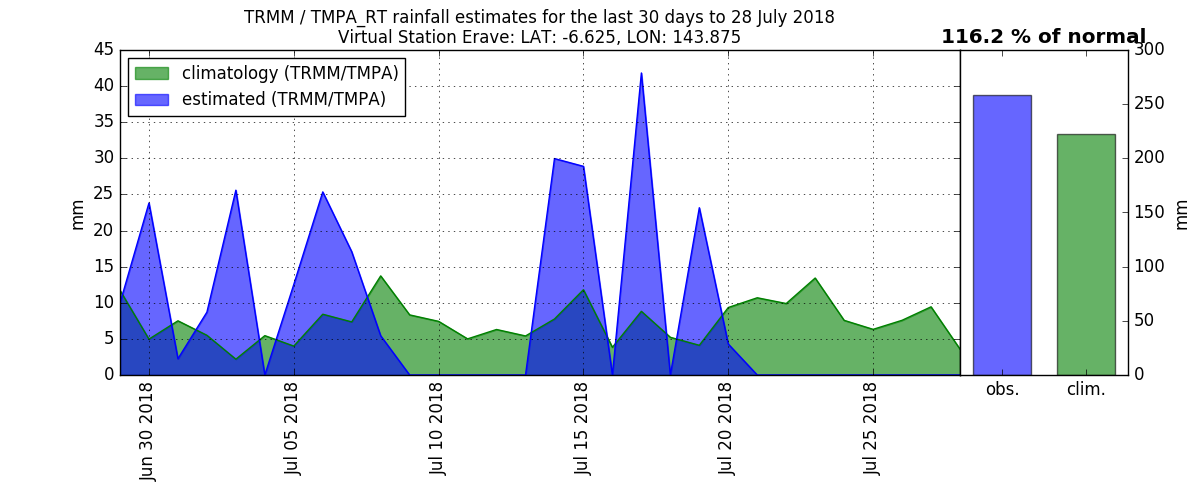 TRMM / TMPA_RT rainfall estimates for the last 30 days to 28 July 2018
Virtual Station Erave: LAT: -6.625, LON: 143.875
116.2 % of normal
climatology (TRMM/TMPA)
estimated (TRMM/TMPA)
45
40
35
30
25
20
15
10
5
0
mm
Jun 30 2018
Jul 05 2018
Jul 10 2018
Jul 15 2018
Jul 20 2018
Jul 25 2018
300
250
200
150
100
50
0
mm
obs.
clim.